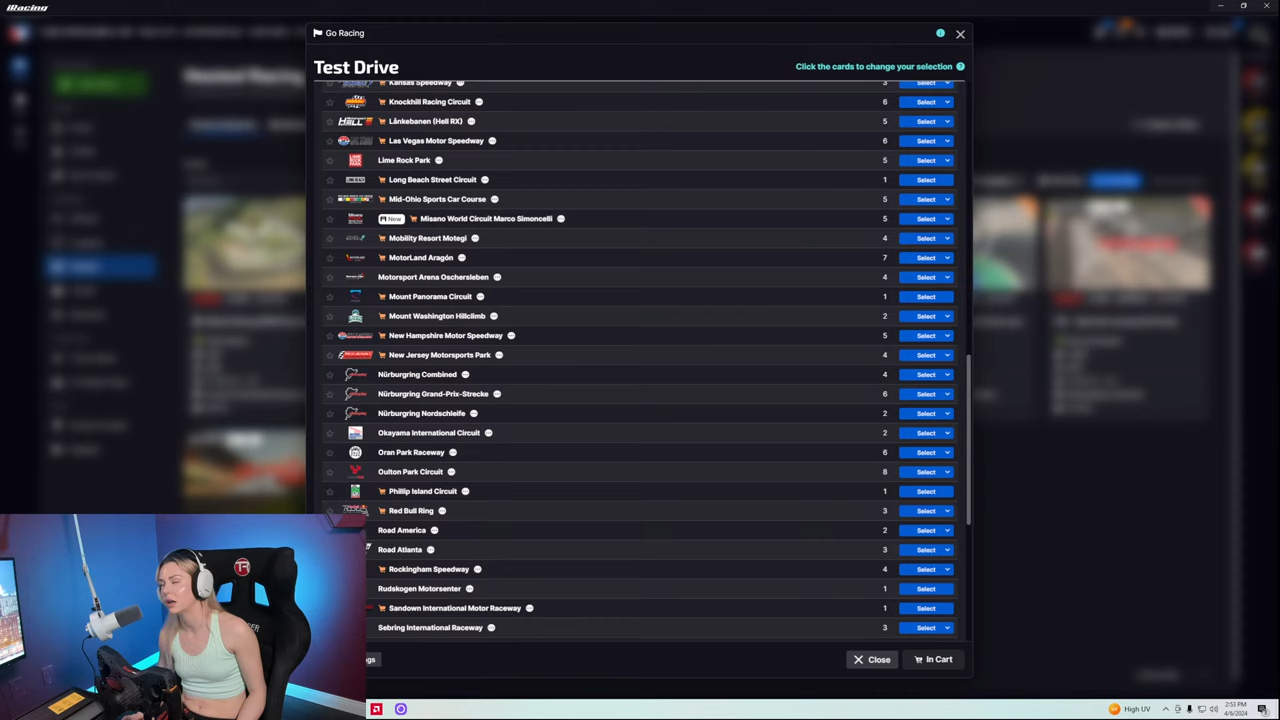 iRacing
Go Racing
Test Drive
Click the cards to change your selection
Kansas Speedway 3 Select
Knockhill Racing Circuit 6 Select
Lånkebanen (Hell RX) 5 Select
Las Vegas Motor Speedway 6 Select
Lime Rock Park 5 Select
Long Beach Street Circuit 1 Select
Mid-Ohio Sports Car Course 5 Select
New Misano World Circuit Marco Simoncelli 5 Select
Mobility Resort Motegi 4 Select
MotorLand Aragón 7 Select
Motorsport Arena Oschersleben 4 Select
Mount Panorama Circuit 1 Select
Mount Washington Hillclimb 2 Select
New Hampshire Motor Speedway 5 Select
New Jersey Motorsports Park 4 Select
Nürburgring Combined 4 Select
Nürburgring Grand-Prix-Strecke 6 Select
Nürburgring Nordschleife 2 Select
Okayama International Circuit 2 Select
Oran Park Raceway 6 Select
Oulton Park Circuit 8 Select
Phillip Island Circuit 1 Select
Red Bull Ring 3 Select
Road America 2 Select
Road Atlanta 3 Select
Rockingham Speedway 4 Select
Rudskogen Motorsenter 1 Select
Sandown International Motor Raceway 1 Select
Sebring International Raceway 3 Select
Close In Cart
High UV
2:53 PM
4/6/2024